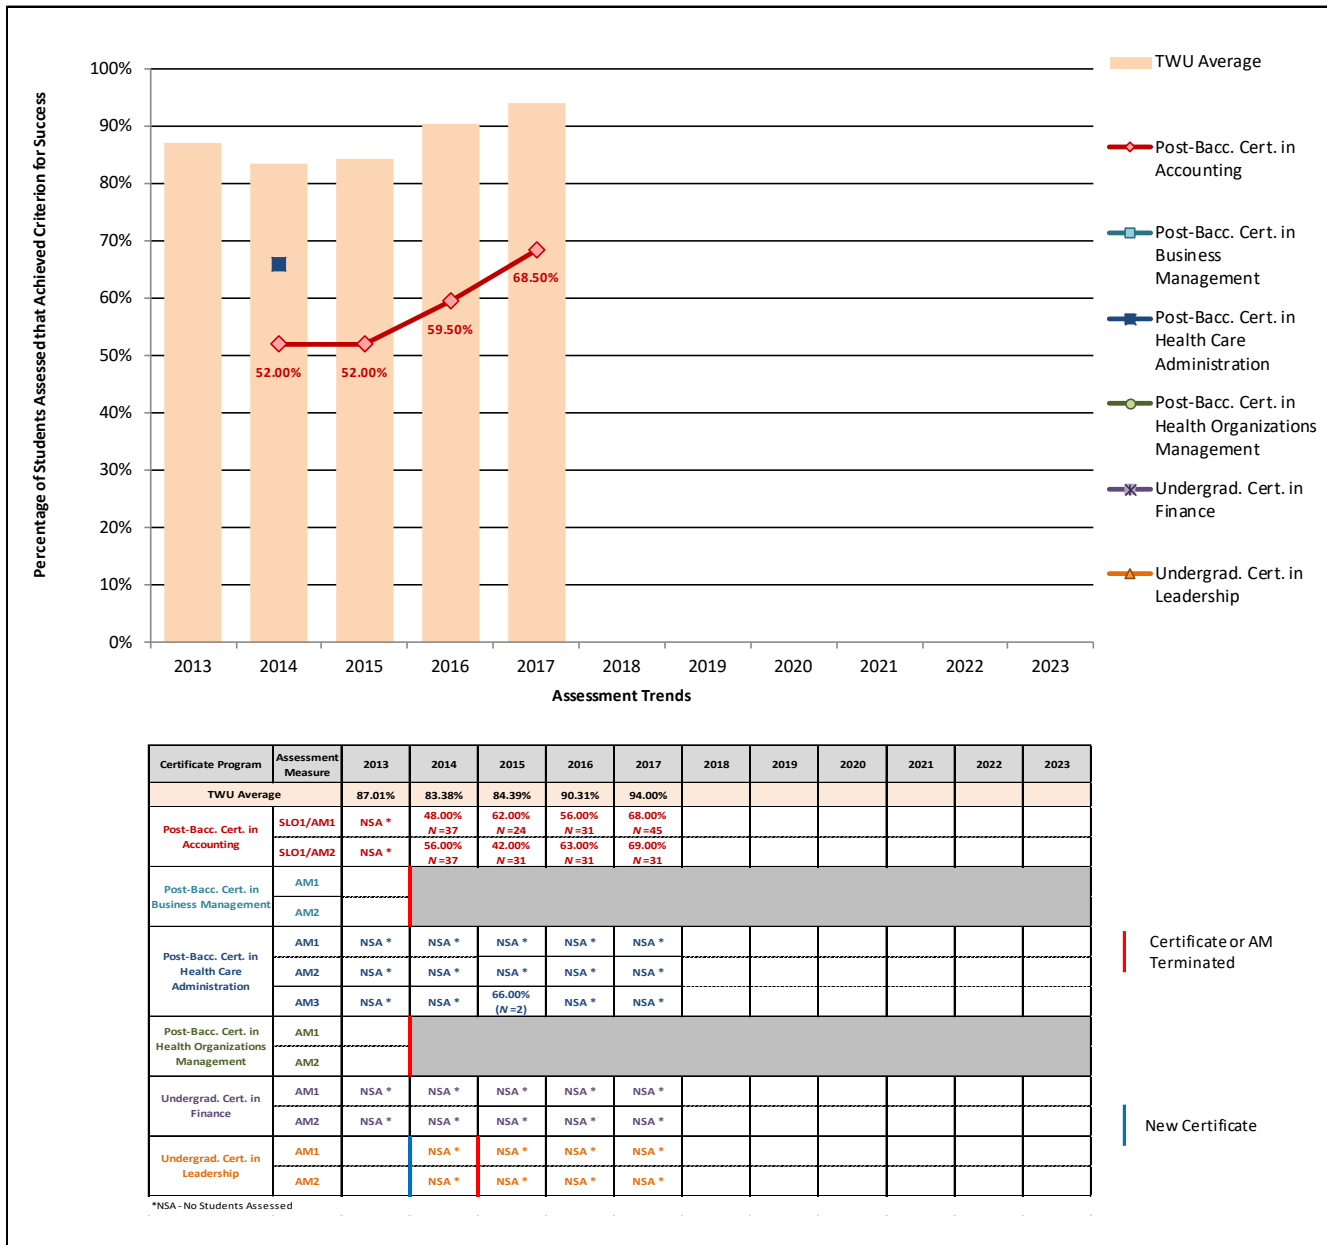 Percentage of Students Assessed that Achieved Criterion for Success
100%
90%
80%
70%
60%
50%
40%
30%
20%
10%
0%
52.00%
52.00%
59.50%
68.50%
2013 2014 2015 2016 2017 2018 2019 2020 2021 2022 2023
Assessment Trends
TWU Average
Post-Bacc. Cert. in
Accounting
Post-Bacc. Cert. in
Business
Management
Post-Bacc. Cert. in
Health Care
Administration
Post-Bacc. Cert. in
Health Organizations
Management
Undergrad. Cert. in
Finance
Undergrad. Cert. in
Leadership
Certificate Program Assessment Measure 2013 2014 2015 2016 2017 2018 2019 2020 2021 2022 2023
TWU Average 87.01% 83.38% 84.39% 90.31% 94.00%
Post-Bacc. Cert. in
Accounting
SLO1/AM1 NSA * 48.00% 62.00% 56.00% 68.00%
N =37 N =24 N =31 N =45
SLO1/AM2 NSA * 56.00% 42.00% 63.00% 69.00%
N =37 N =31 N =31 N =31
Post-Bacc. Cert. in
Business Management
AM1
AM2
Post-Bacc. Cert. in
Health Care
Administration
AM1 NSA * NSA * NSA * NSA * NSA *
AM2 NSA * NSA * NSA * NSA * NSA *
AM3 NSA * NSA * 66.00% NSA * NSA *
(N =2)
Post-Bacc. Cert. in
Health Organizations
Management
AM1
AM2
Undergrad. Cert. in
Finance
AM1 NSA * NSA * NSA * NSA * NSA *
AM2 NSA * NSA * NSA * NSA * NSA *
Undergrad. Cert. in
Leadership
AM1 NSA * NSA * NSA * NSA *
AM2 NSA * NSA * NSA * NSA *
*NSA - No Students Assessed
Certificate or AM
Terminated
New Certificate